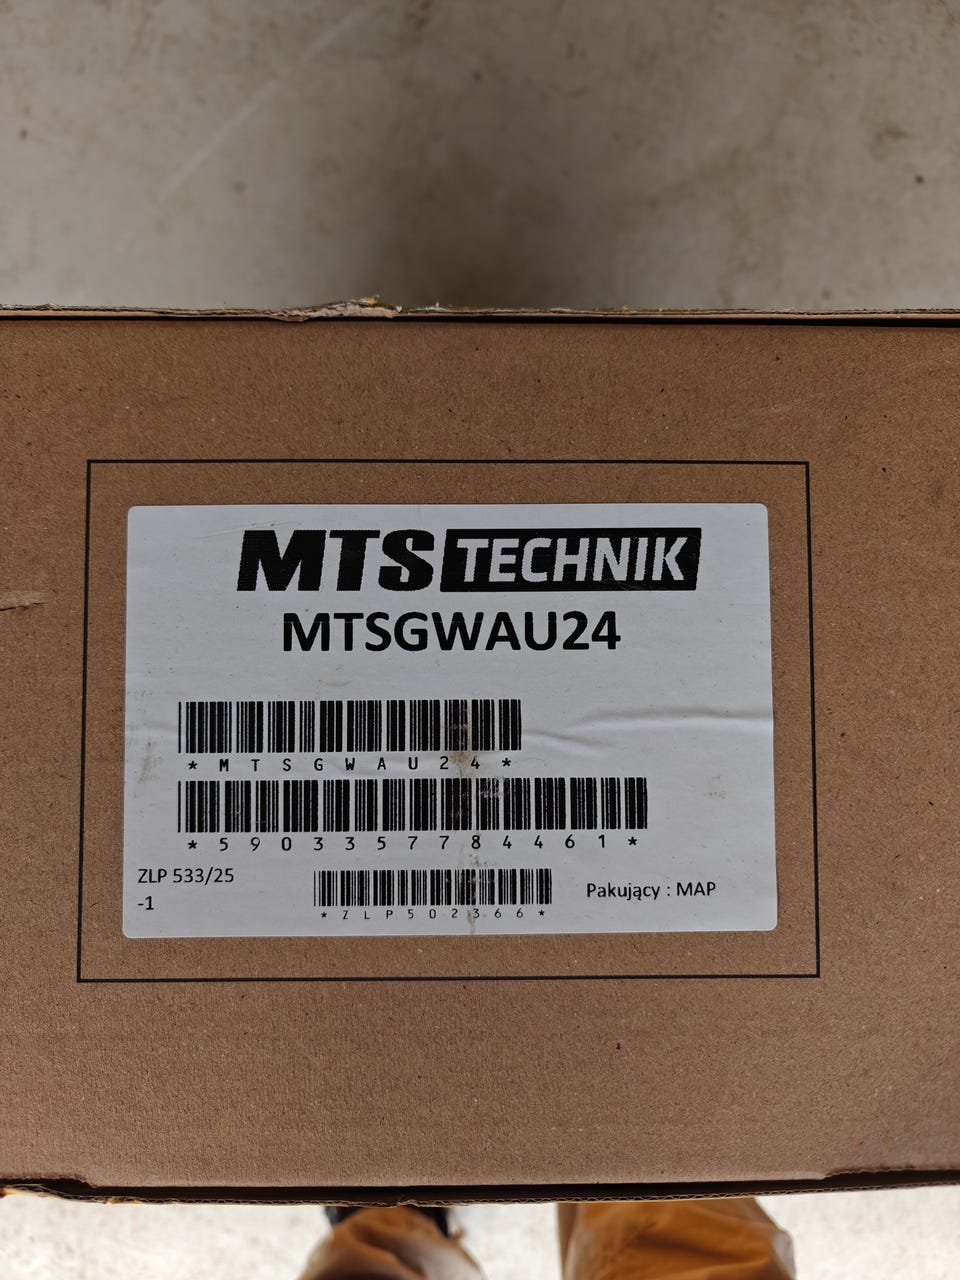 MTS TECHNIK
MTSGWAU24
*MTSGWAU24*
*5903357784461*
ZLP 533/25
-1
*ZLP502366*
Pakujący : MAP